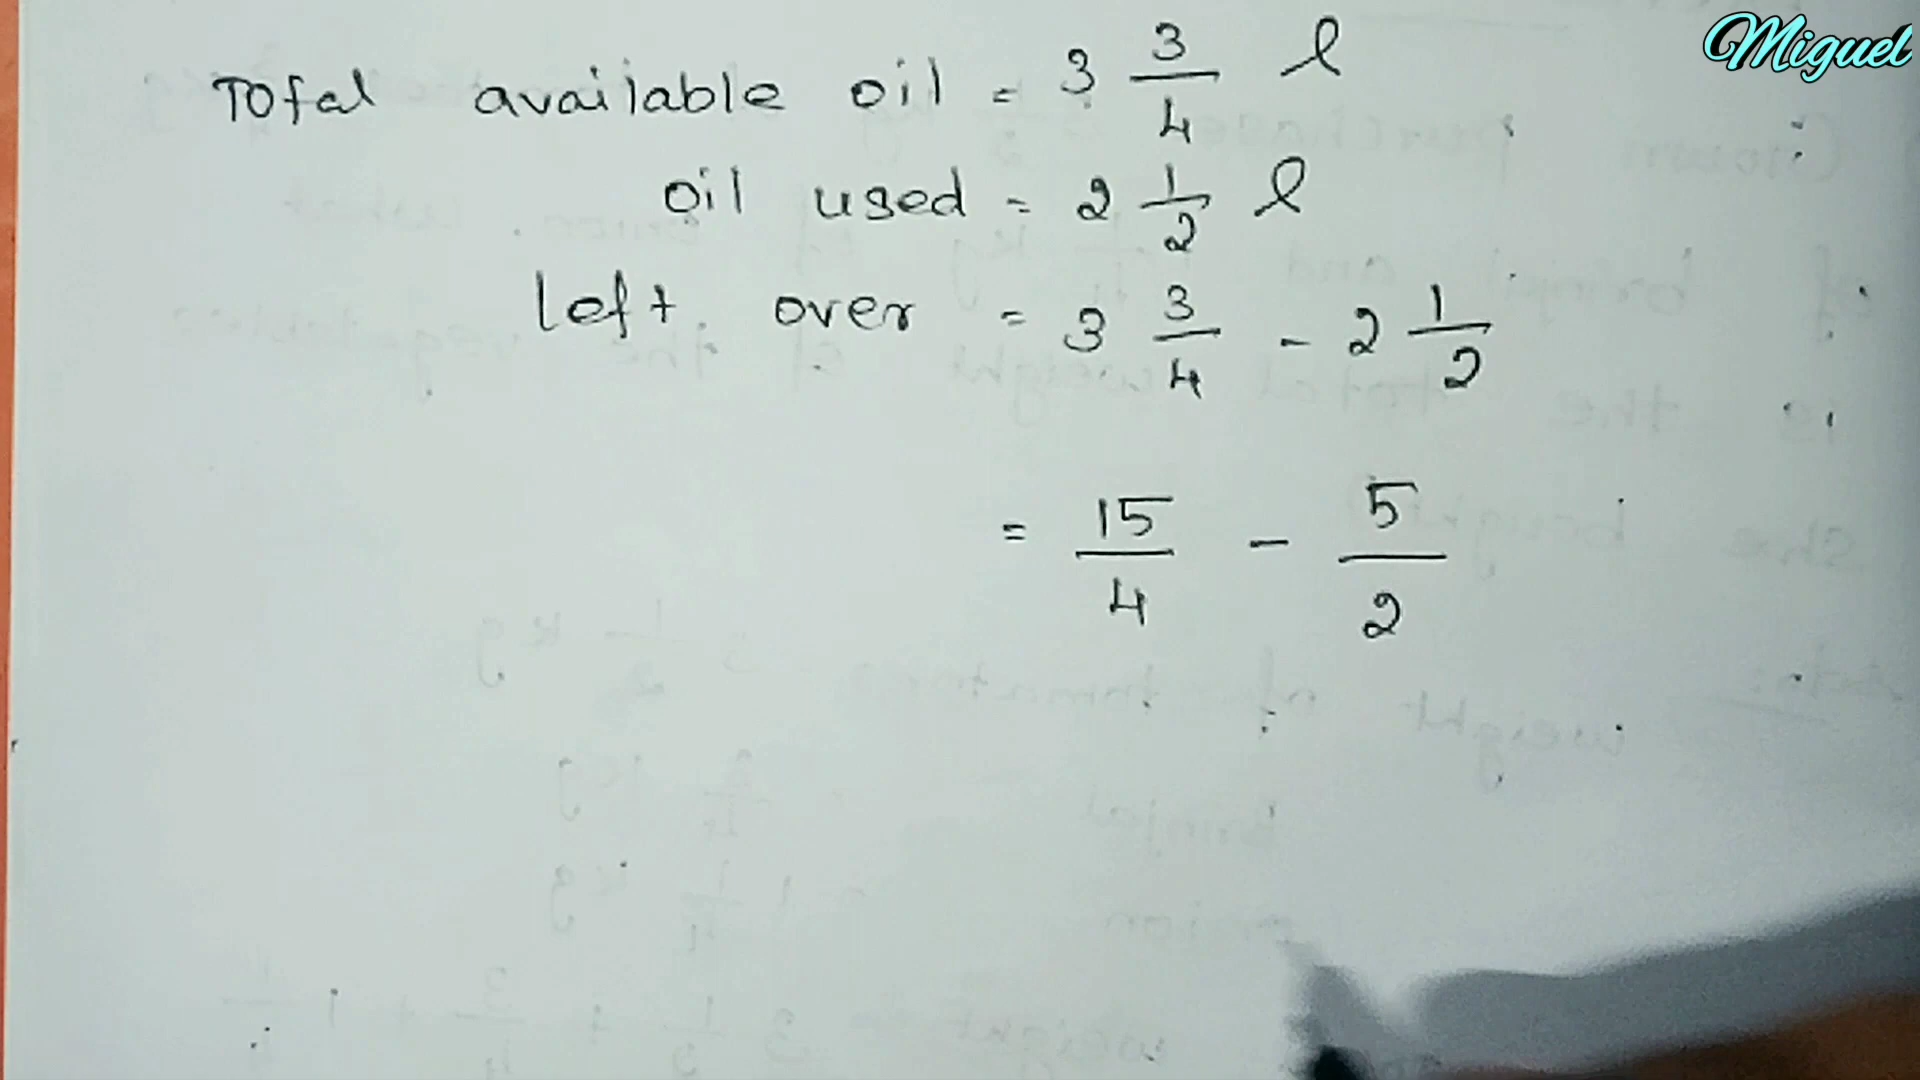 Miguel
Total available oil = 3 3/4 l
oil used = 2 1/2 l
left over = 3 3/4 - 2 1/2
= 15/4 - 5/2